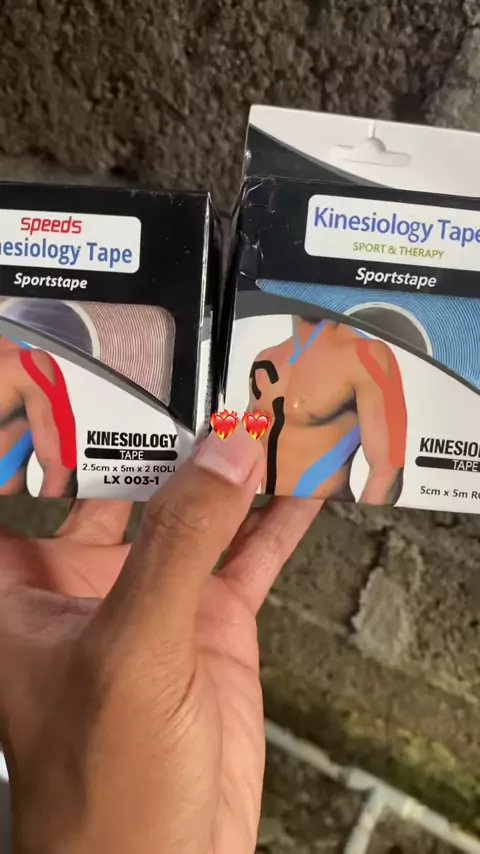 speeds
nesiology Tape
Sportstape
KINESIOLOGY
TAPE
2.5cm x 5m x 2 ROLL
LX 003-1
Kinesiology Tape
SPORT & THERAPY
Sportstape
KINESIO
TAPE
5cm x 5m RO